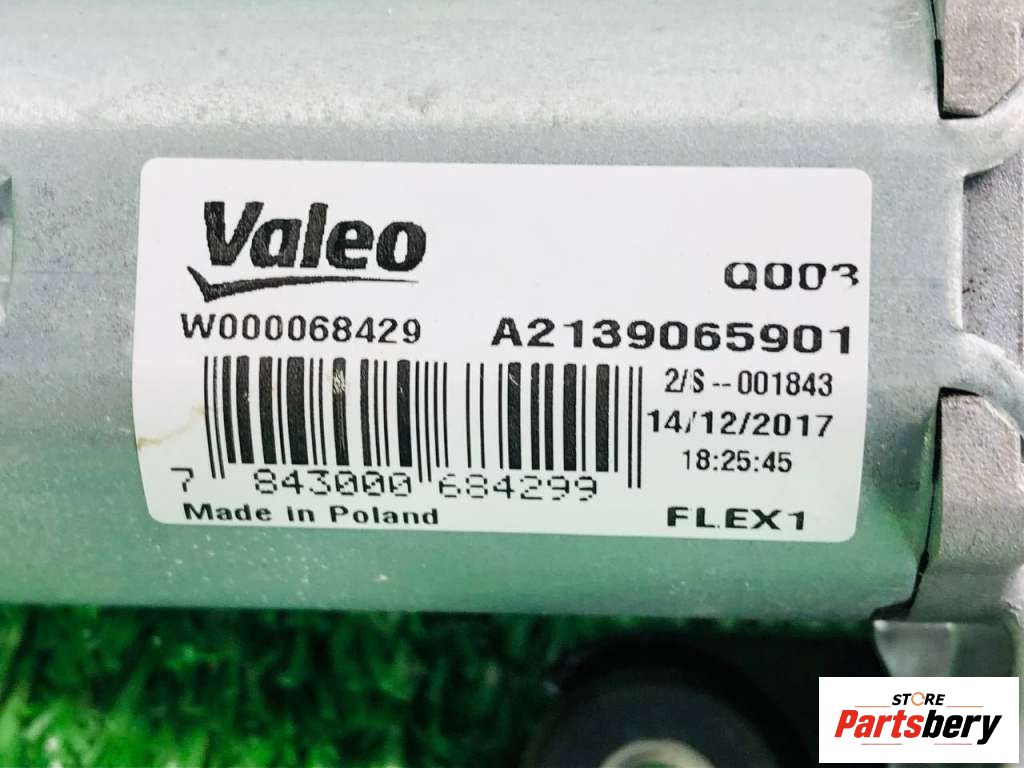 Valeo
Q003
W000068429 A2139065901
2/S--001843
14/12/2017
18:25:45
7 843000 684299
Made in Poland FLEX1
STORE
Partsbery